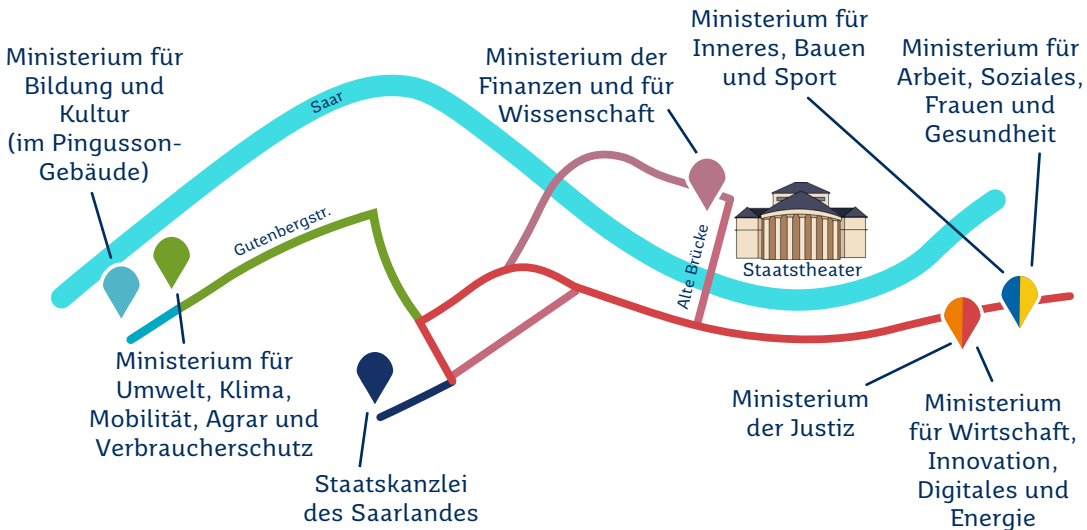 Ministerium für
Bildung und
Kultur
(im Pingusson-
Gebäude)
Saar
Ministerium der
Finanzen und für
Wissenschaft
Ministerium für
Inneres, Bauen
und Sport
Ministerium für
Arbeit, Soziales,
Frauen und
Gesundheit
Gutenbergstr.
Alte Brücke
Staatstheater
Ministerium für
Umwelt, Klima,
Mobilität, Agrar und
Verbraucherschutz
Staatskanzlei
des Saarlandes
Ministerium
der Justiz
Ministerium
für Wirtschaft,
Innovation,
Digitales und
Energie